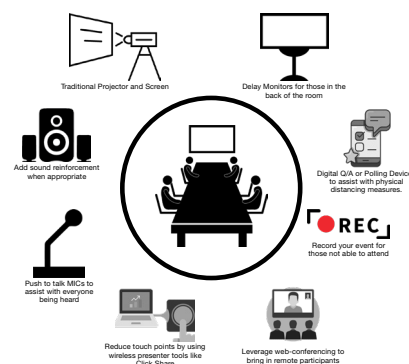 Traditional Projector and Screen
Delay Monitors for those in the
back of the room
Add sound reinforcement
when appropriate
Digital Q/A or Polling Device
to assist with physical
distancing measures.
REC
Record your event for
those not able to attend
Push to talk MICs to
assist with everyone
being heard
Reduce touch points by using
wireless presenter tools like
Click Share
Leverage web-conferencing to
bring in remote participants